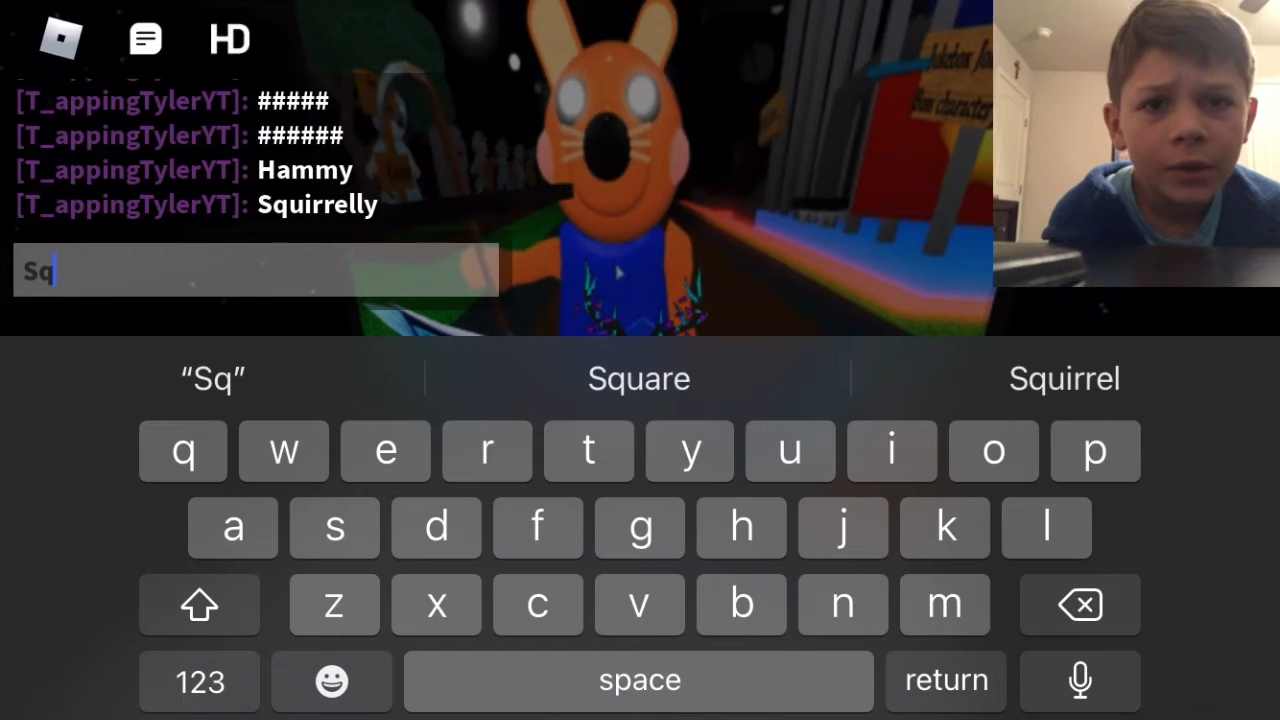 HD
[T_appingTylerYT]: #####
[T_appingTylerYT]: ######
[T_appingTylerYT]: Hammy
[T_appingTylerYT]: Squirrelly
Sq
“Sq” Square Squirrel
q w e r t y u i o p
a s d f g h j k l
z x c v b n m
123 space return